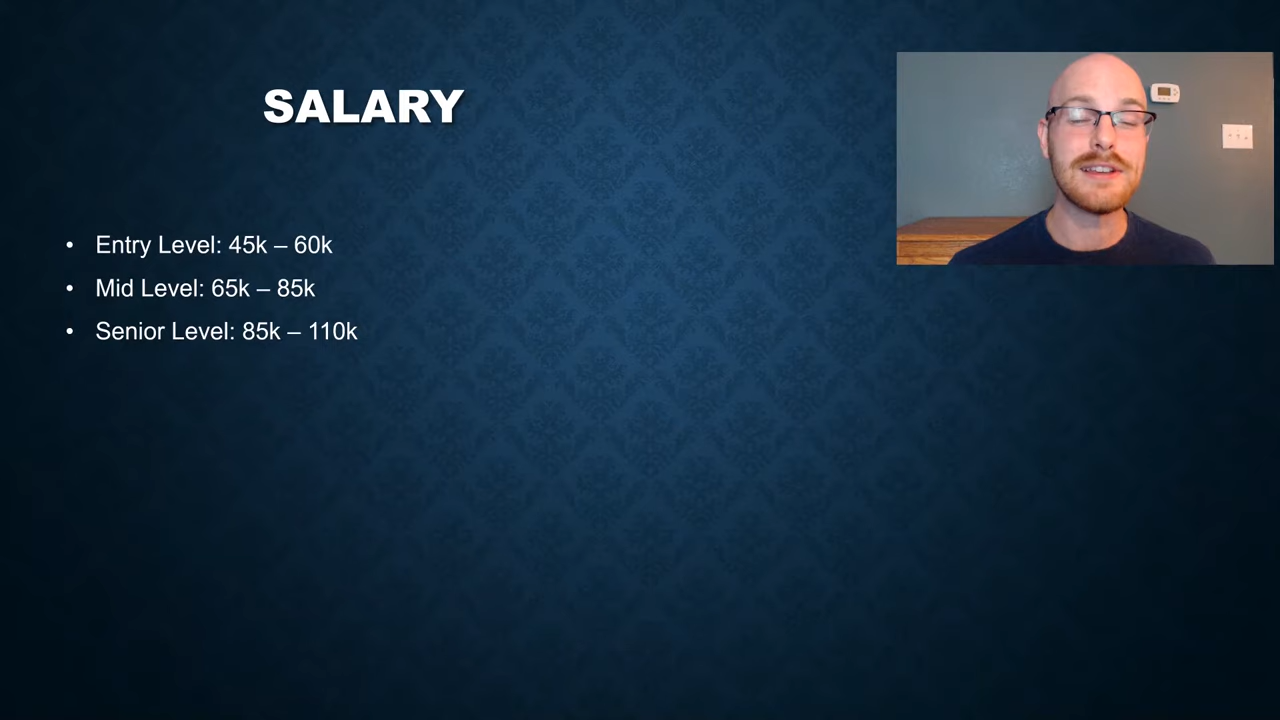 SALARY
• Entry Level: 45k – 60k
• Mid Level: 65k – 85k
• Senior Level: 85k – 110k